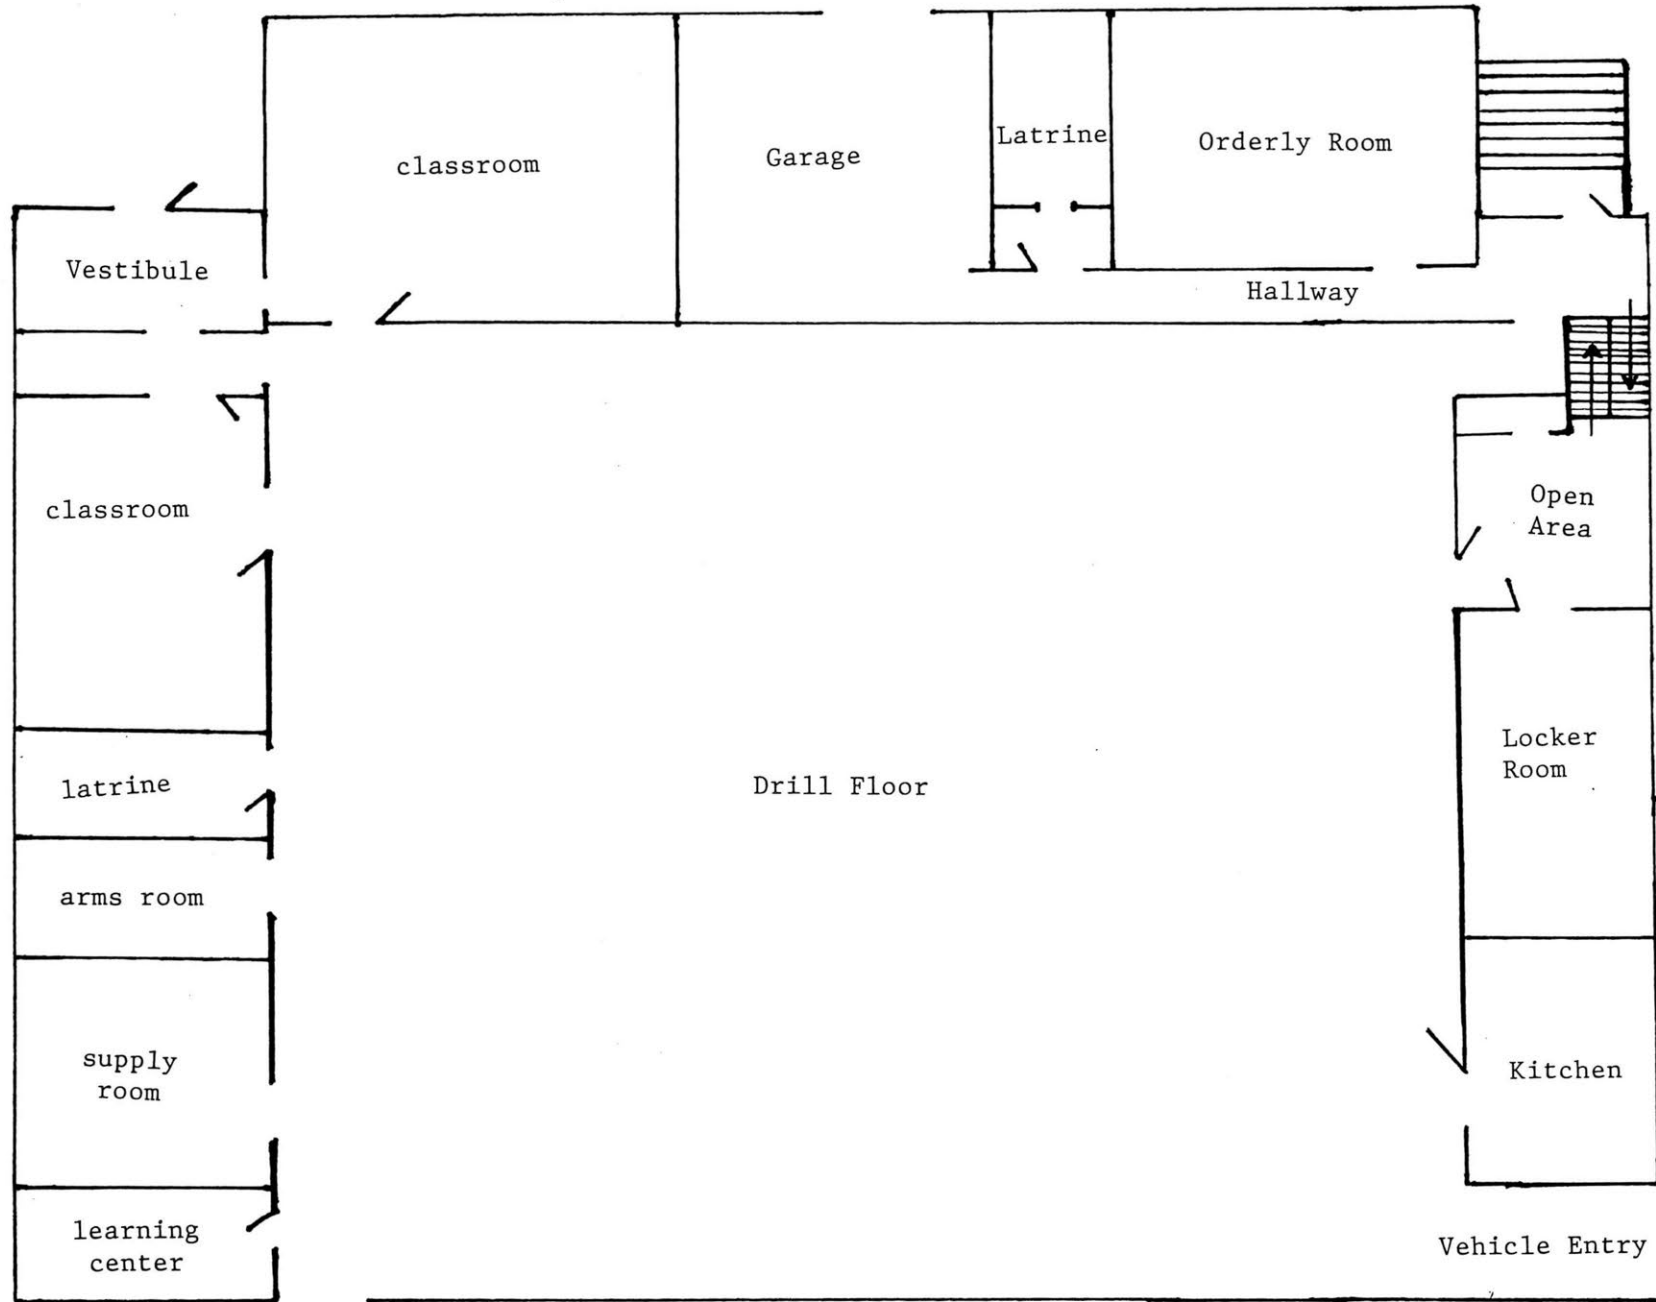 classroom
Garage
Latrine
Orderly Room
Vestibule
Hallway
classroom
Open
Area
latrine
Drill Floor
Locker
Room
arms room
supply
room
Kitchen
learning
center
Vehicle Entry